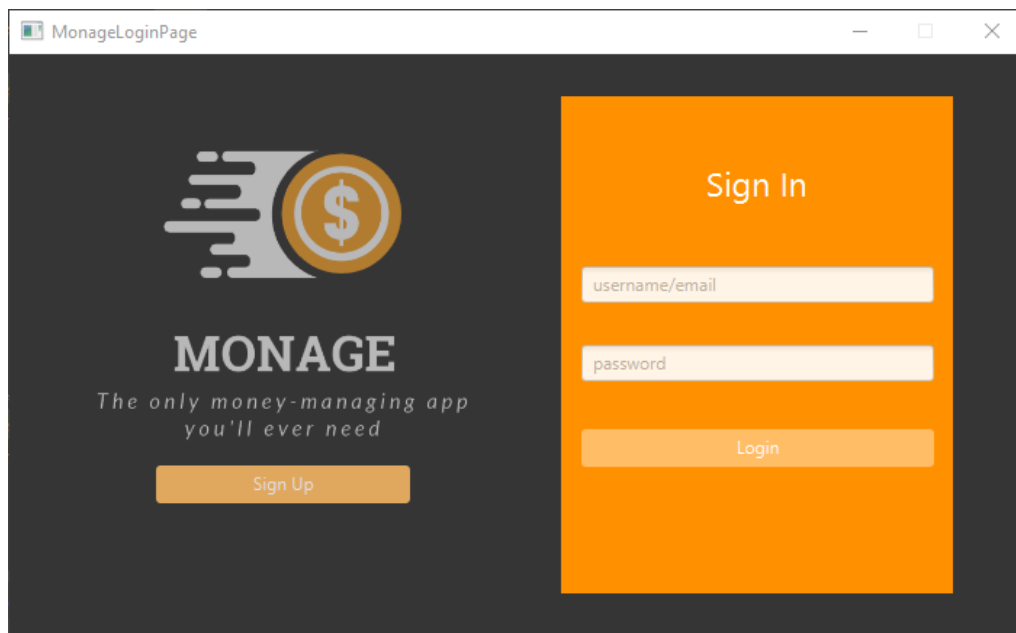 MonageLoginPage
$
MONAGE
The only money-managing app
you'll ever need
Sign Up
Sign In
username/email
password
Login